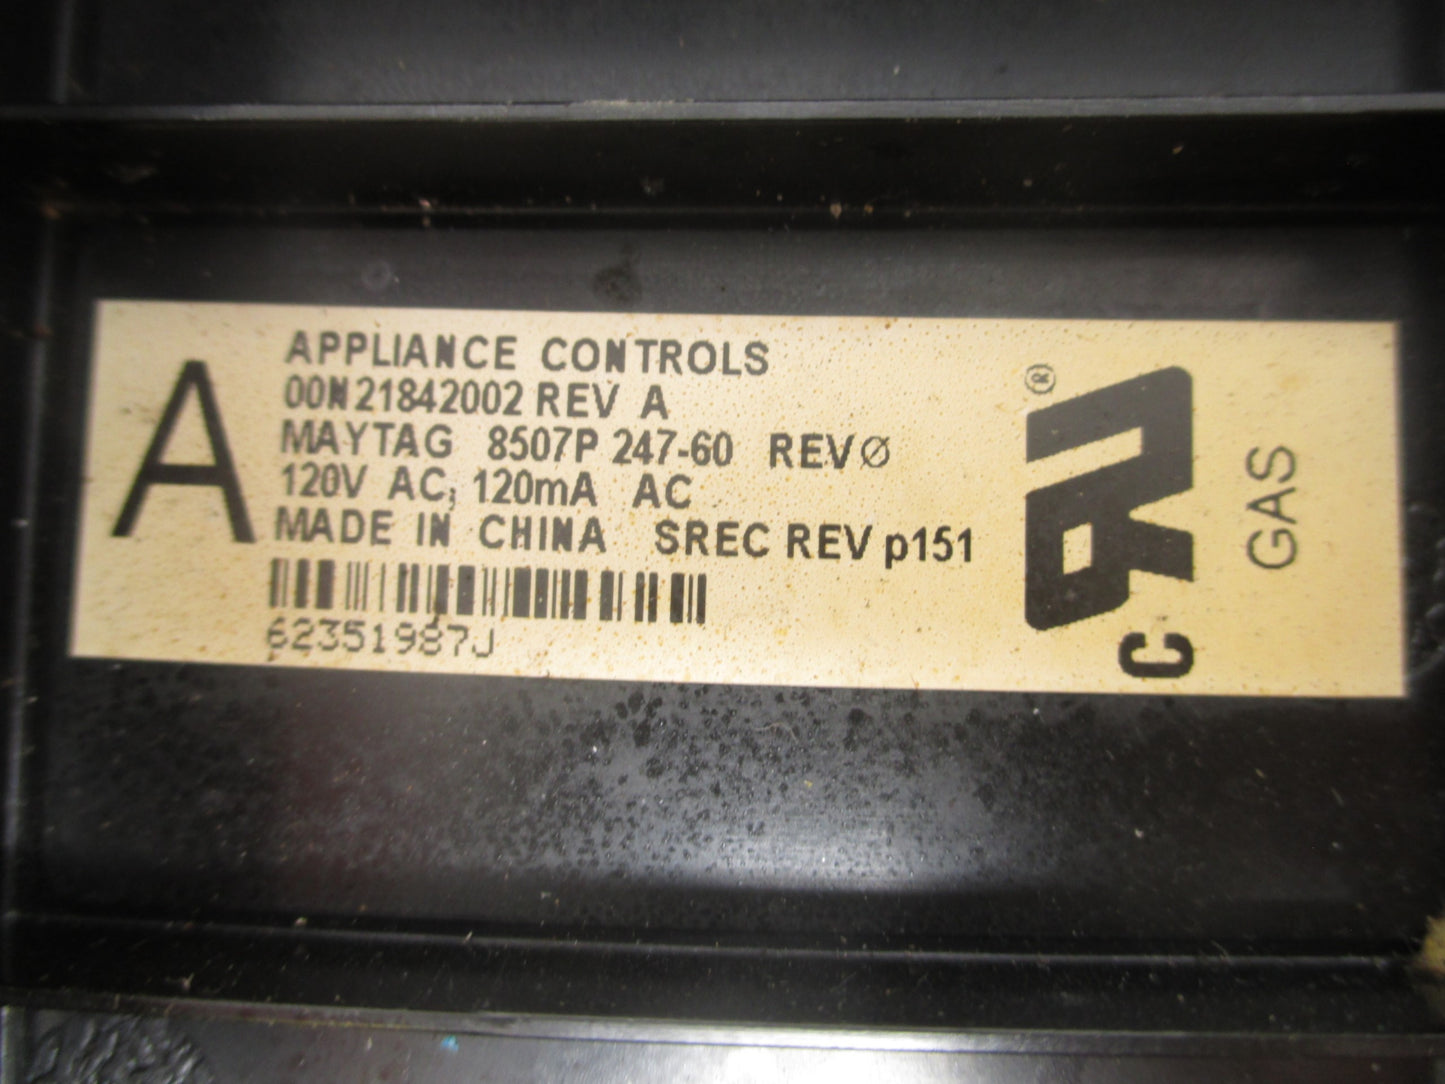 A
APPLIANCE CONTROLS
00N21842002 REV A
MAYTAG 8507P 247-60 REV Ø
120V AC, 120mA AC
MADE IN CHINA SREC REV p151
62351987J
®
C
GAS